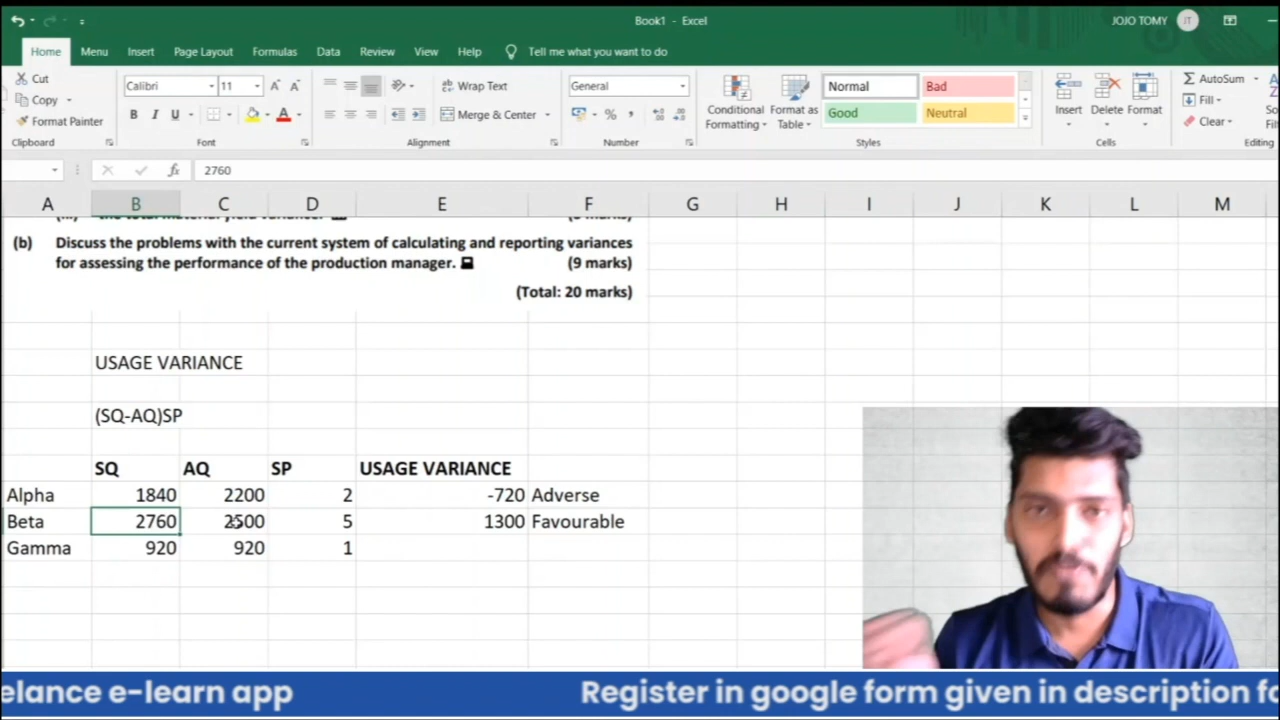 Book1 - Excel
JOJO TOMY JT
Home Menu Insert Page Layout Formulas Data Review View Help Tell me what you want to do
Cut
Copy
Format Painter
Clipboard
Calibri 11
A A
B I U A
Font
Wrap Text
Merge & Center
Alignment
General
% ,
Number
Conditional Formatting
Format as Table
Normal Bad
Good Neutral
Styles
Insert Delete Format
Cells
AutoSum
Fill
Clear
Editing
fx 2760
A B C D E F G H I J K L M
(b) Discuss the problems with the current system of calculating and reporting variances
for assessing the performance of the production manager. (9 marks)
(Total: 20 marks)
USAGE VARIANCE
(SQ-AQ)SP
SQ AQ SP USAGE VARIANCE
Alpha 1840 2200 2 -720 Adverse
Beta 2760 2500 5 1300 Favourable
Gamma 920 920 1
elance e-learn app Register in google form given in description fo